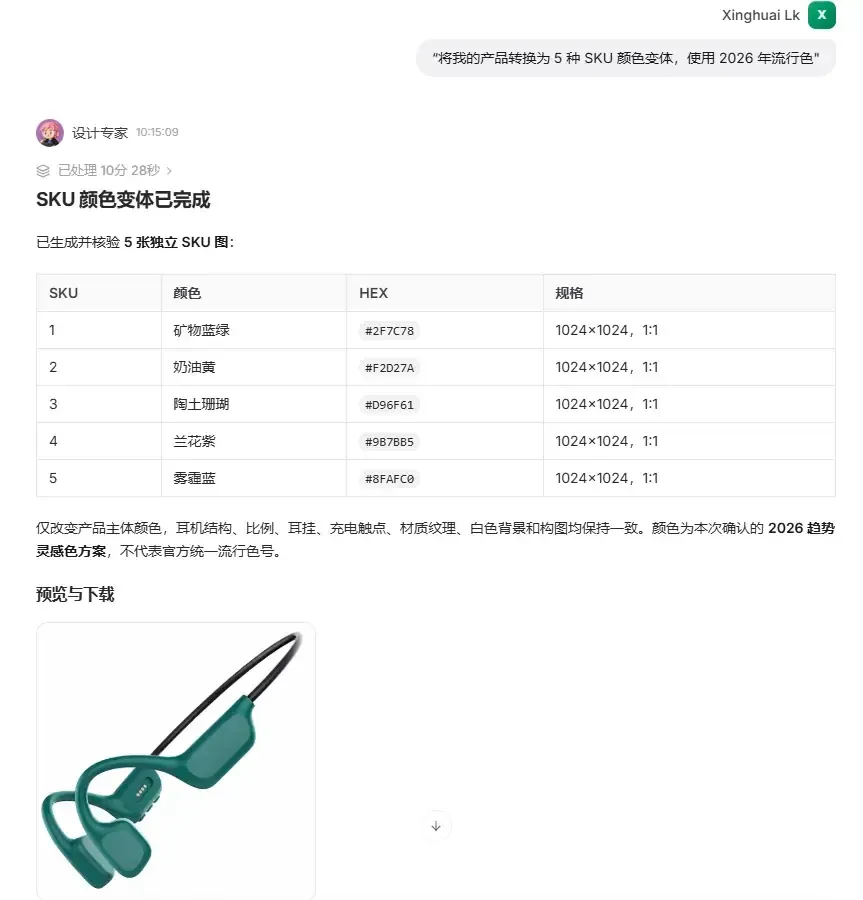 Xinghuai Lk X
“将我的产品转换为 5 种 SKU 颜色变体，使用 2026 年流行色"
设计专家 10:15:09
已处理 10分 28秒
SKU 颜色变体已完成
已生成并核验 5 张独立 SKU 图：
SKU 颜色 HEX 规格
1 矿物蓝绿 #2F7C78 1024×1024，1:1
2 奶油黄 #F2D27A 1024×1024，1:1
3 陶土珊瑚 #D96F61 1024×1024，1:1
4 兰花紫 #9B7BB5 1024×1024，1:1
5 雾霾蓝 #8FAFC0 1024×1024，1:1
仅改变产品主体颜色，耳机结构、比例、耳挂、充电触点、材质纹理、白色背景和构图均保持一致。颜色为本次确认的 2026 趋势
灵感色方案，不代表官方统一流行色号。
预览与下载